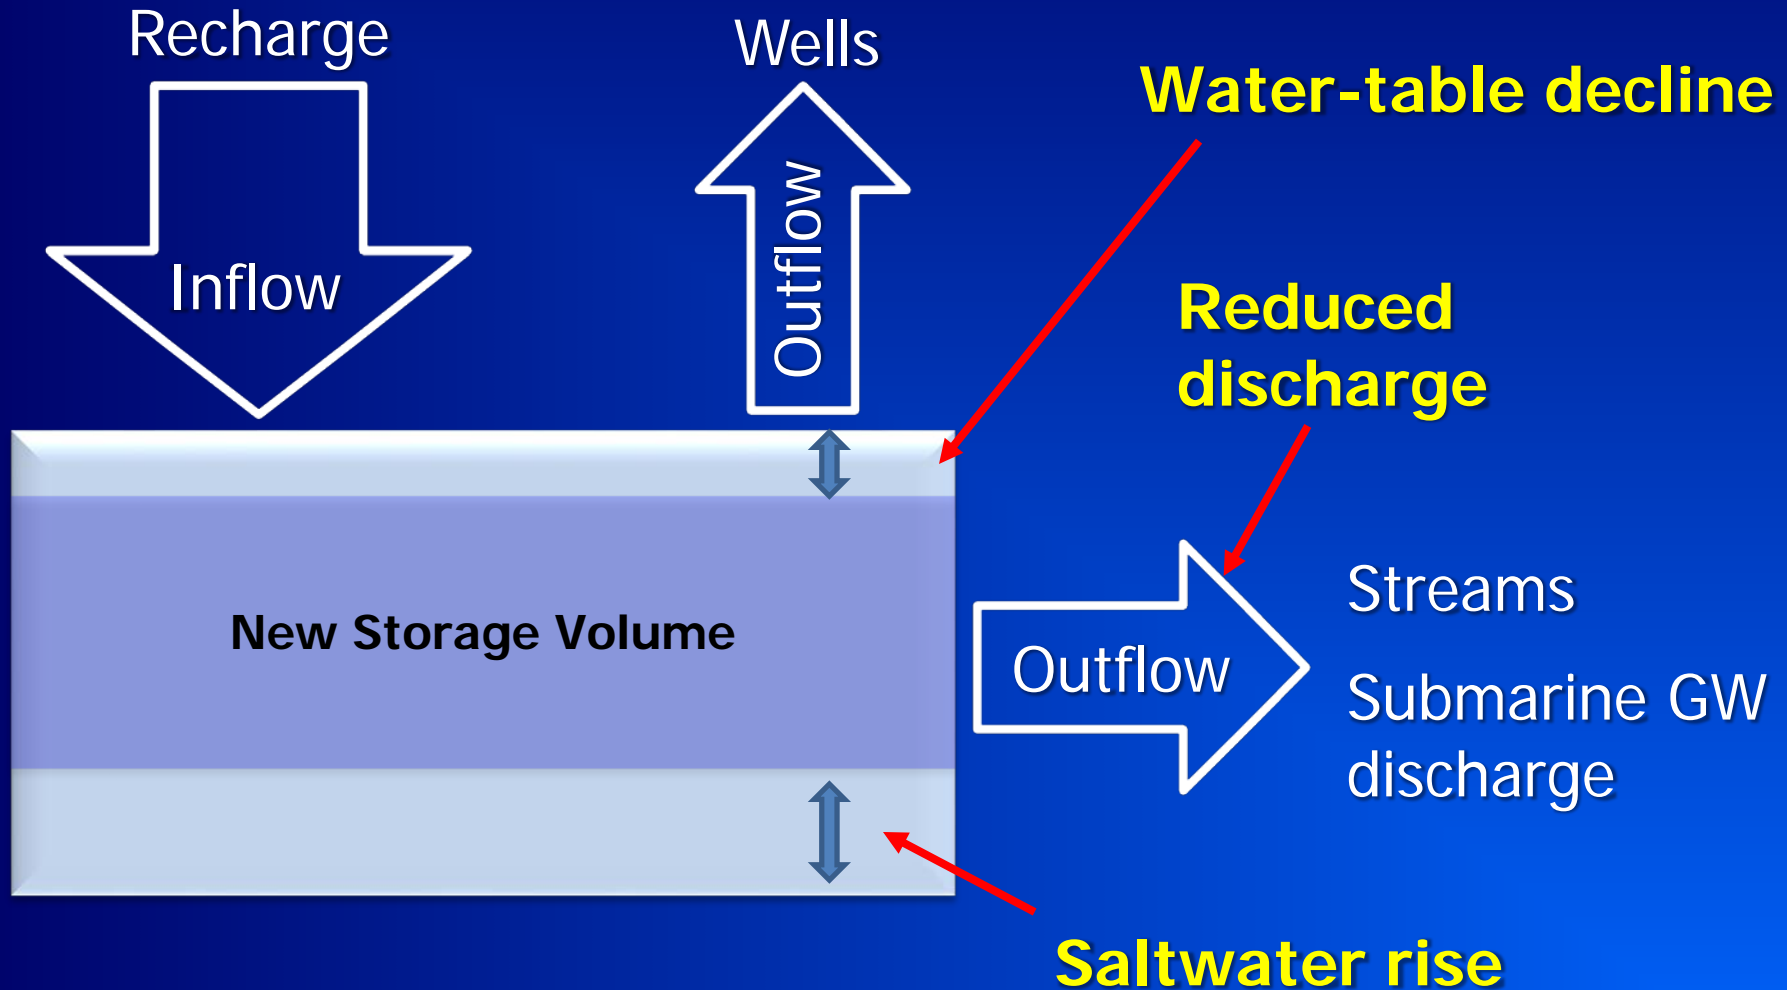 Recharge
Wells
Water-table decline
Inflow
Outflow
Reduced
discharge
New Storage Volume
Outflow
Streams
Submarine GW
discharge
Saltwater rise